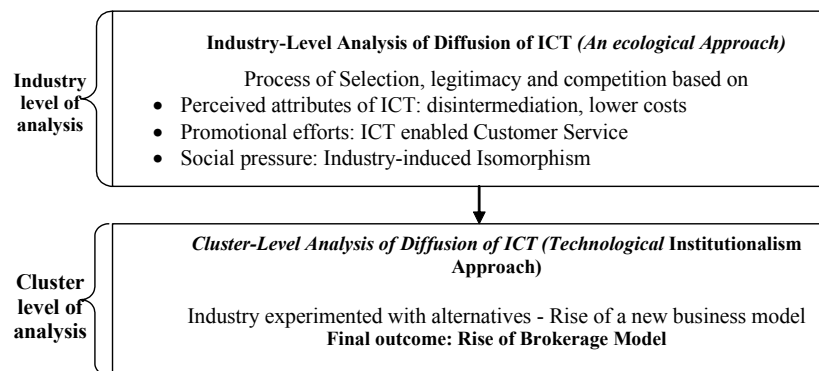 Industry-Level Analysis of Diffusion of ICT (An ecological Approach)
Industry
level of
analysis
Process of Selection, legitimacy and competition based on
• Perceived attributes of ICT: disintermediation, lower costs
• Promotional efforts: ICT enabled Customer Service
• Social pressure: Industry-induced Isomorphism
Cluster
level of
analysis
Cluster-Level Analysis of Diffusion of ICT (Technological Institutionalism
Approach)
Industry experimented with alternatives - Rise of a new business model
Final outcome: Rise of Brokerage Model